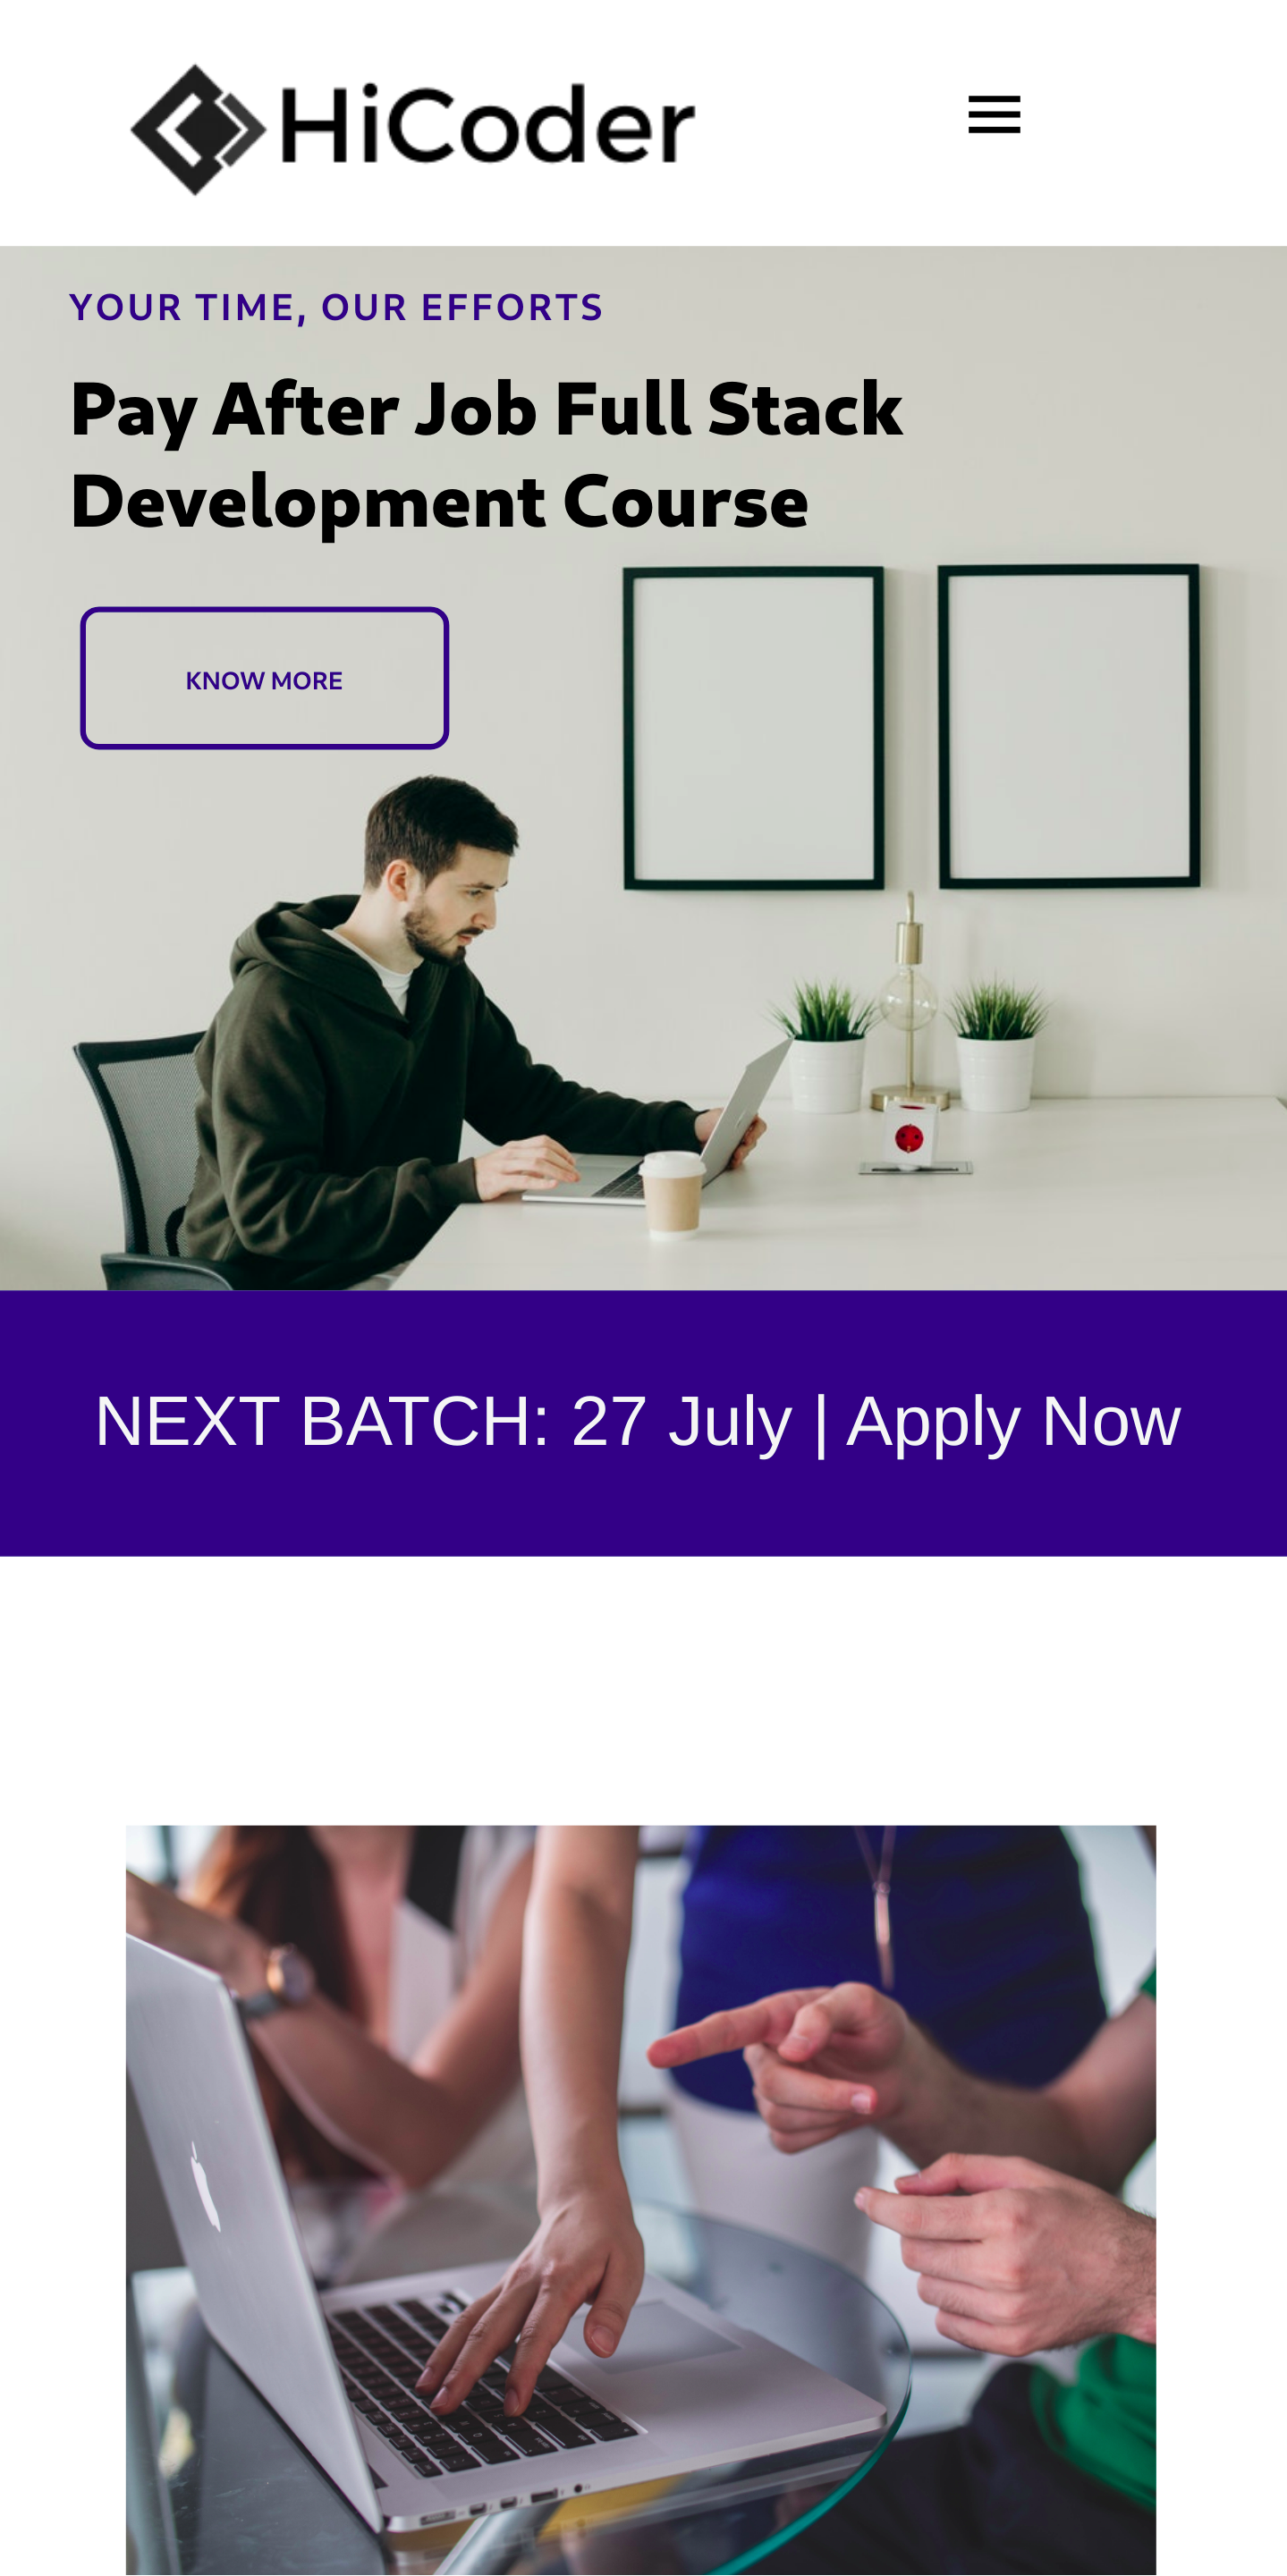 HiCoder
YOUR TIME, OUR EFFORTS
Pay After Job Full Stack
Development Course
KNOW MORE
NEXT BATCH: 27 July | Apply Now